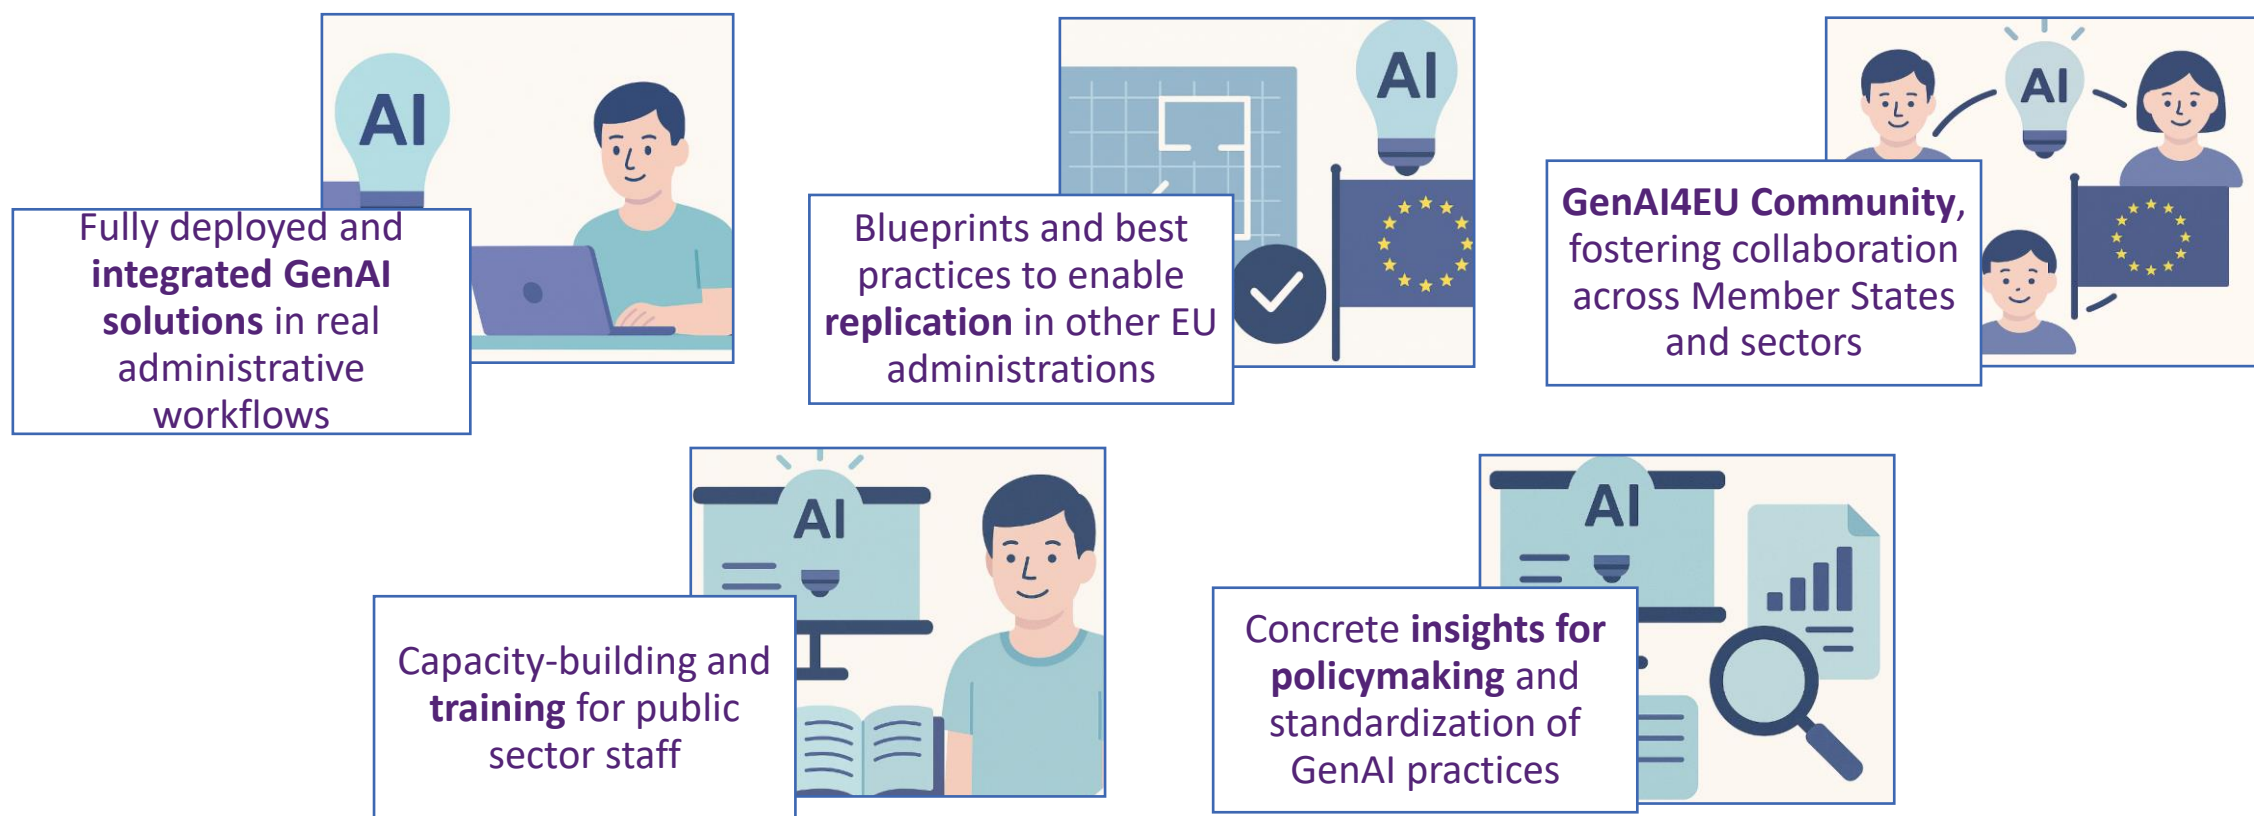 AI
Fully deployed and
integrated GenAI
solutions in real
administrative
workflows
AI
Blueprints and best
practices to enable
replication in other EU
administrations
AI
GenAI4EU Community,
fostering collaboration
across Member States
and sectors
AI
Capacity-building and
training for public
sector staff
AI
Concrete insights for
policymaking and
standardization of
GenAI practices